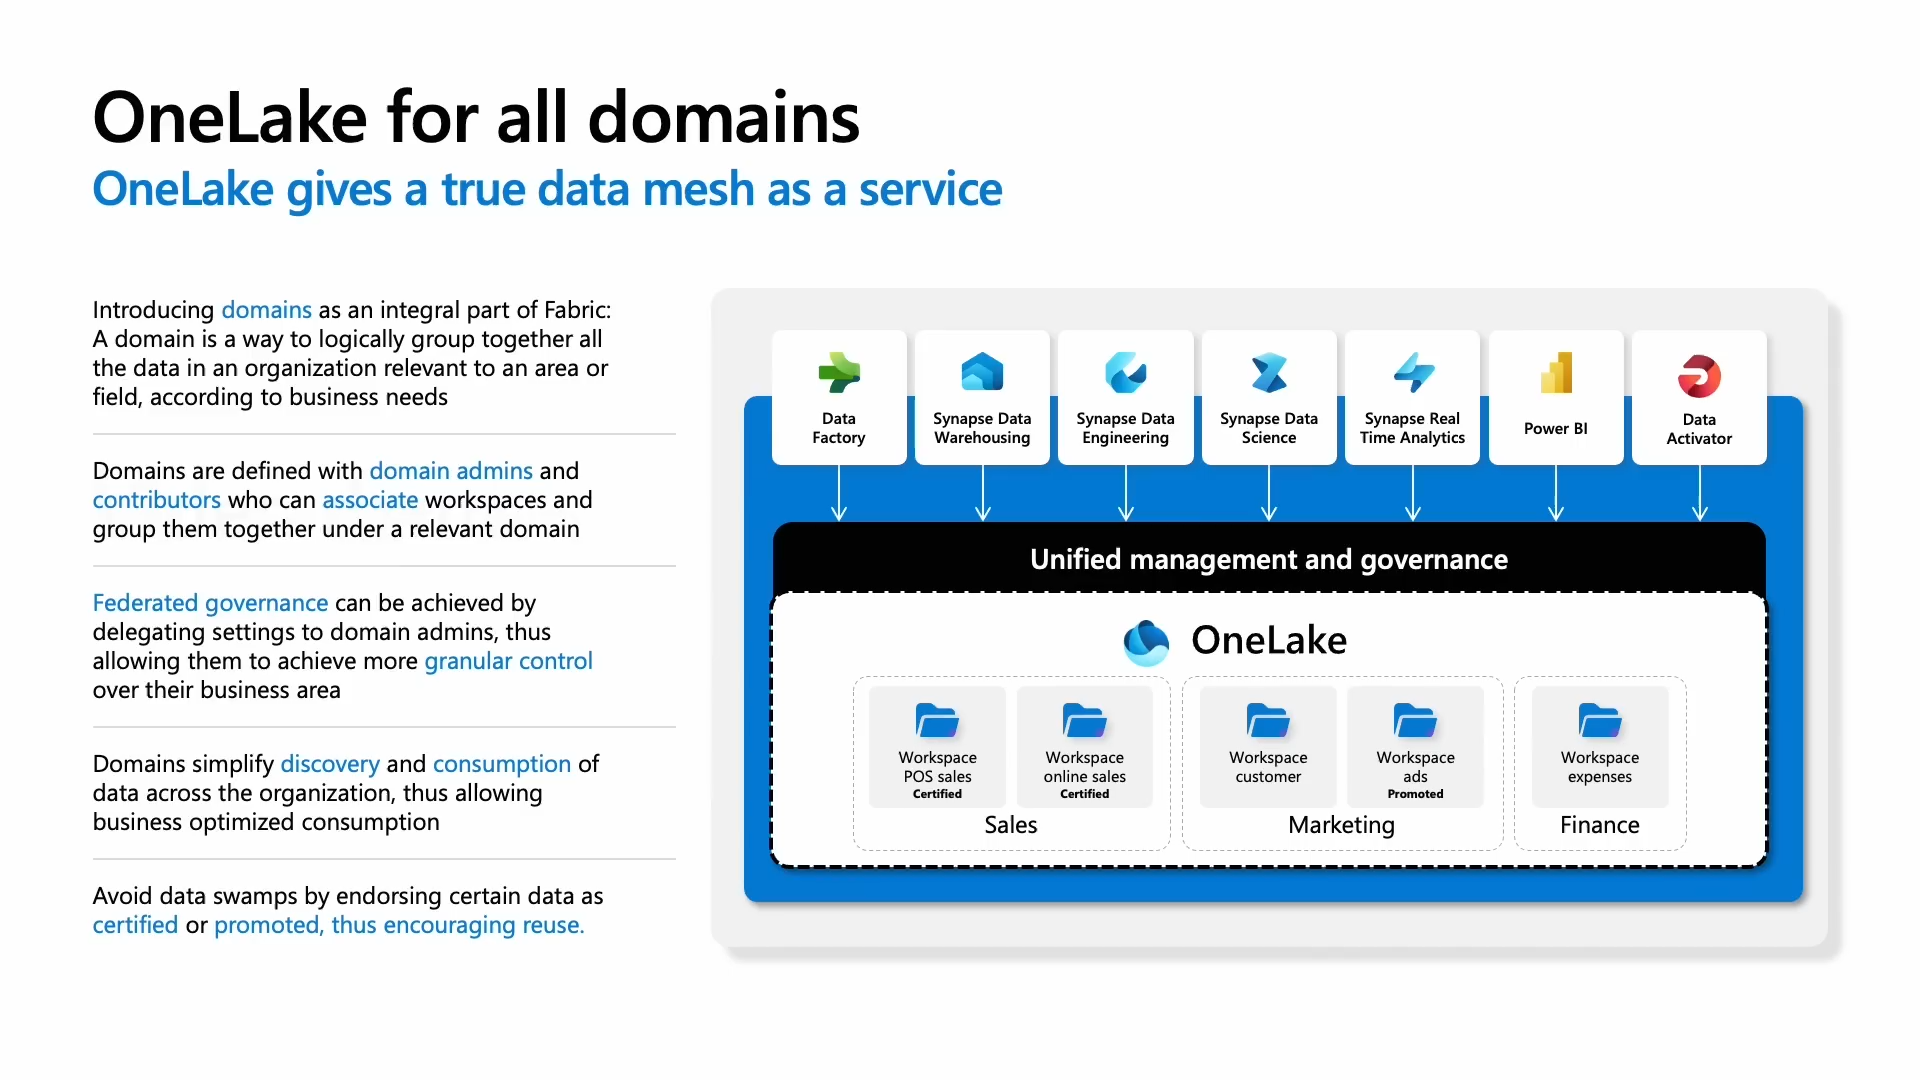 OneLake for all domains
OneLake gives a true data mesh as a service
Introducing domains as an integral part of Fabric:
A domain is a way to logically group together all
the data in an organization relevant to an area or
field, according to business needs
Domains are defined with domain admins and
contributors who can associate workspaces and
group them together under a relevant domain
Federated governance can be achieved by
delegating settings to domain admins, thus
allowing them to achieve more granular control
over their business area
Domains simplify discovery and consumption of
data across the organization, thus allowing
business optimized consumption
Avoid data swamps by endorsing certain data as
certified or promoted, thus encouraging reuse.
Data
Factory
Synapse Data
Warehousing
Synapse Data
Engineering
Synapse Data
Science
Synapse Real
Time Analytics
Power BI
Data
Activator
Unified management and governance
OneLake
Workspace
POS sales
Certified
Workspace
online sales
Certified
Sales
Workspace
customer
Workspace
ads
Promoted
Marketing
Workspace
expenses
Finance